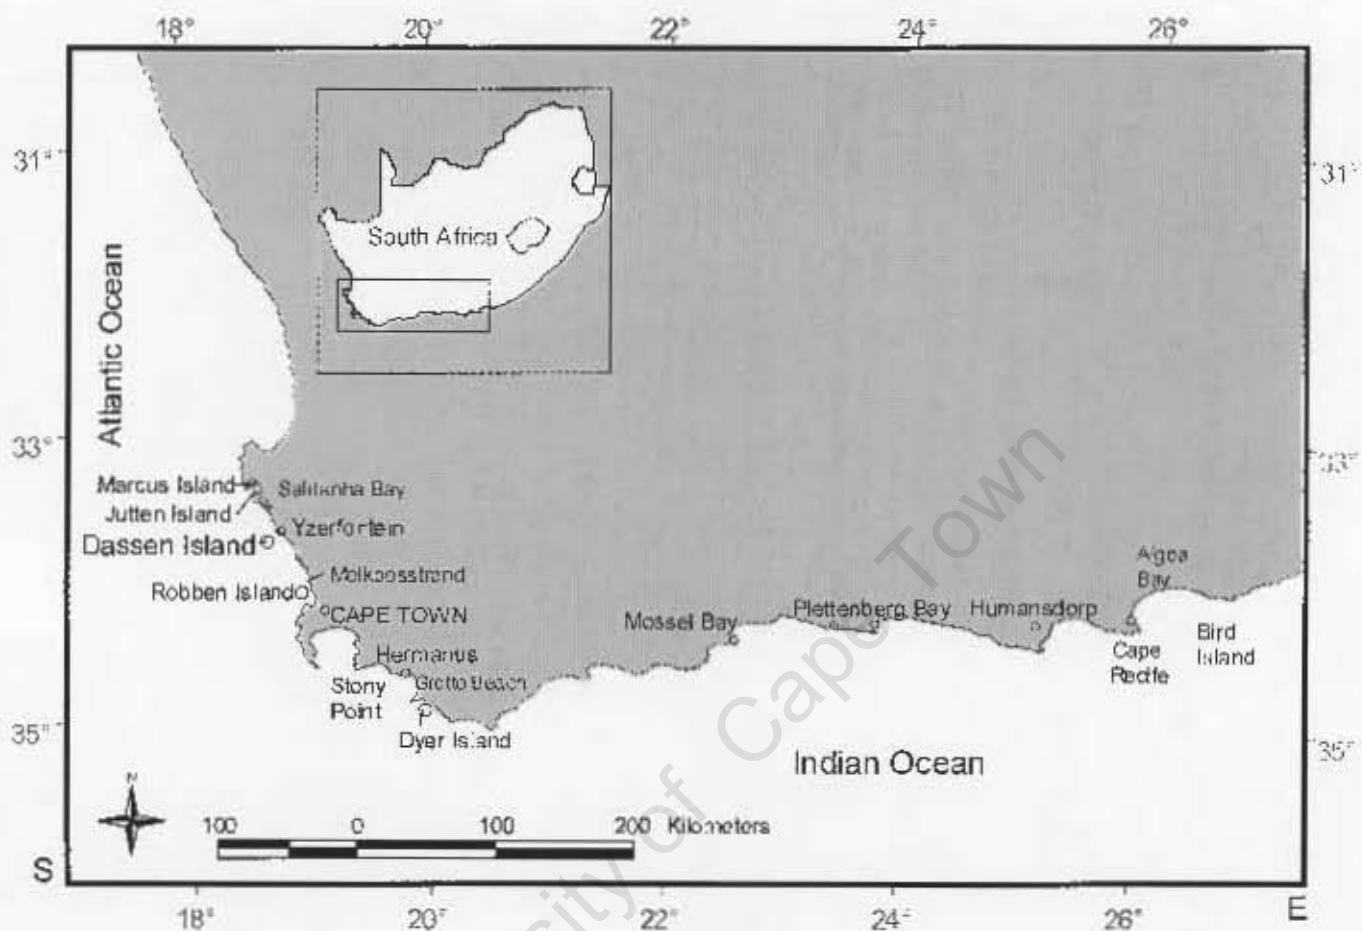 18° 20° 22° 24° 26°
31° 31°
South Africa
Atlantic Ocean
33° 33°
Marcus Island
Saldanha Bay
Jutten Island
Yzerfontein
Dassen Island
Melkbosstrand
Robben Island
CAPE TOWN
Algoa
Bay
Mossel Bay
Plettenberg Bay
Humansdorp
Hermanus
Grotto Beach
Stony
Point
Cape
Recife
Bird
Island
35° 35°
Dyer Island
Indian Ocean
N
100 0 100 200 Kilometers
S
E
18° 20° 22° 24° 26°
sity of Cape Town